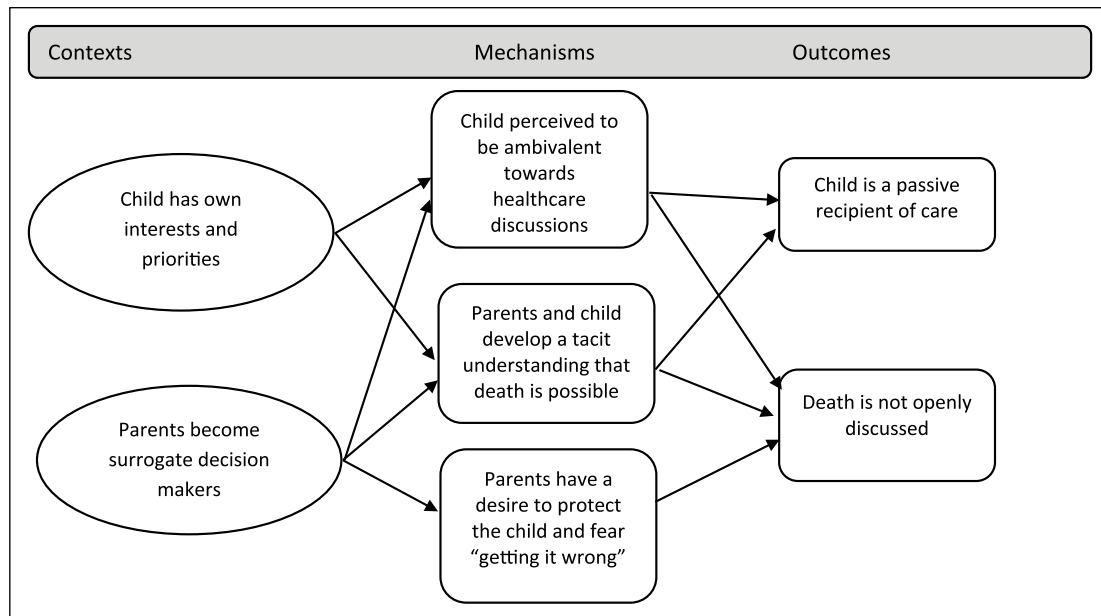 Contexts Mechanisms Outcomes
Child has own
interests and
priorities
Parents become
surrogate decision
makers
Child perceived to
be ambivalent
towards
healthcare
discussions
Parents and child
develop a tacit
understanding that
death is possible
Parents have a
desire to protect
the child and fear
“getting it wrong”
Child is a passive
recipient of care
Death is not openly
discussed